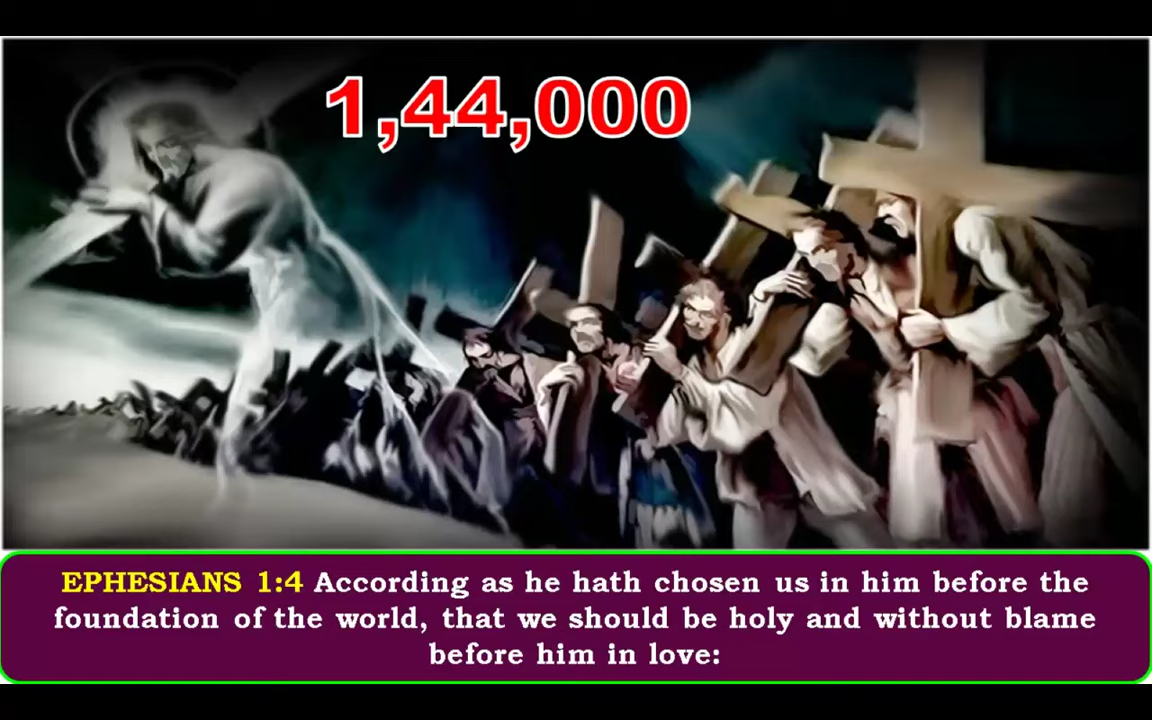 1,44,000
EPHESIANS 1:4 According as he hath chosen us in him before the
foundation of the world, that we should be holy and without blame
before him in love: